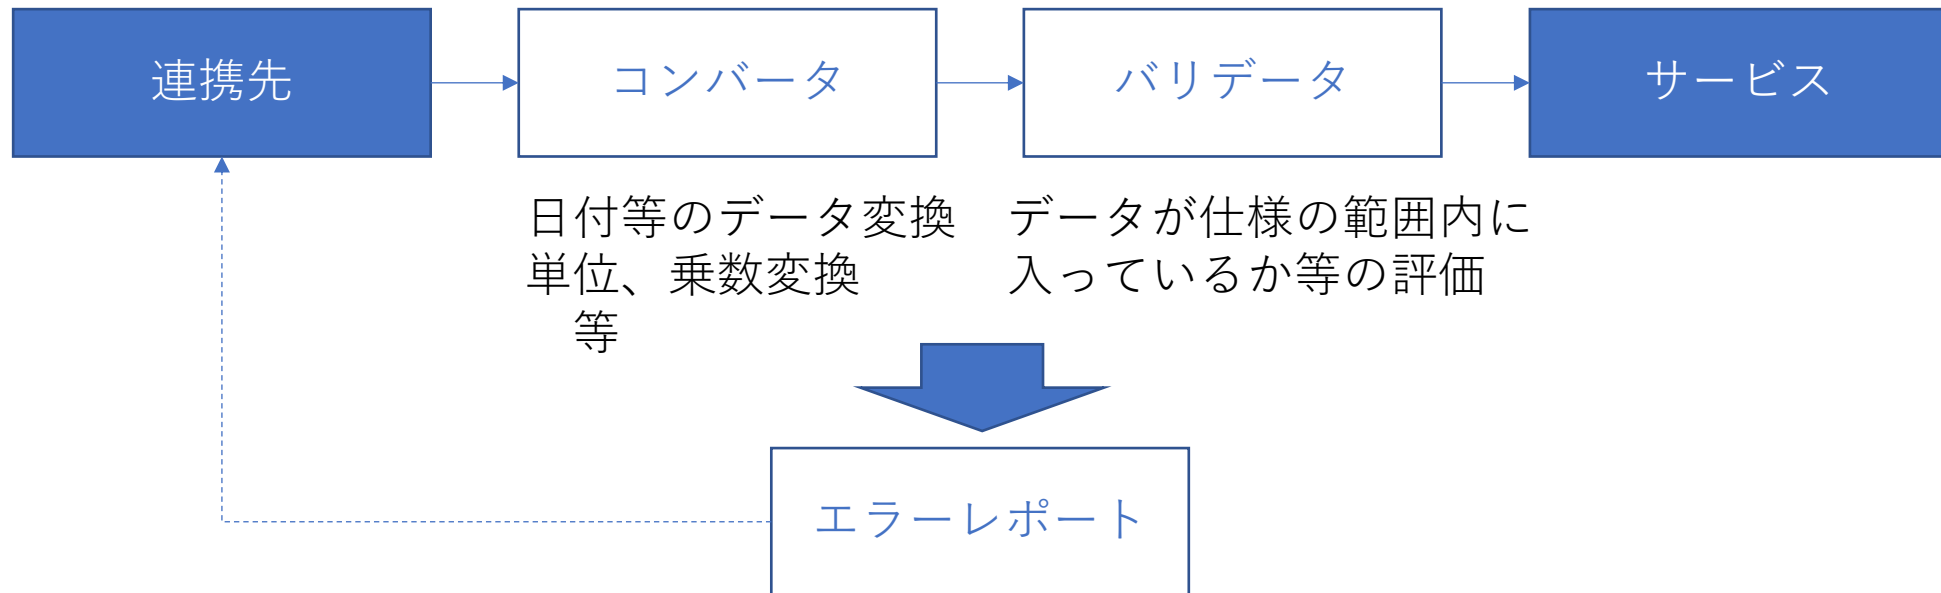 連携先
コンバータ
バリデータ
サービス
日付等のデータ変換
単位、乗数変換
等
データが仕様の範囲内に
入っているか等の評価
エラーレポート